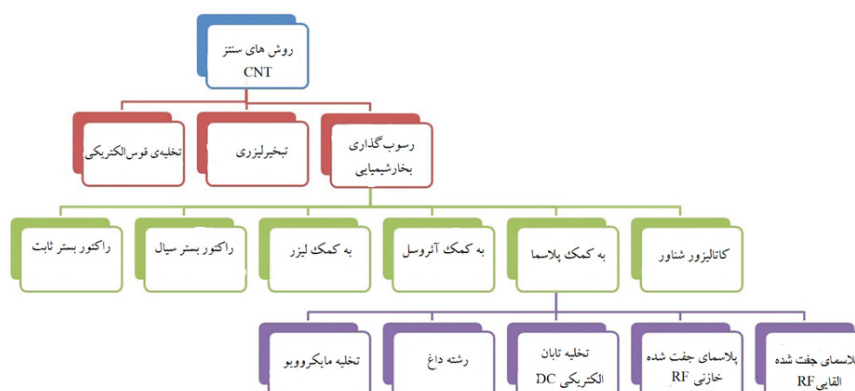 روش های سنتز
CNT
رسوب‌گذاری
بخارشیمیایی
تبخیرلیزری
تخلیه‌ی قوس‌الکتریکی
کاتالیزور شناور
به کمک پلاسما
به کمک آئروسل
به کمک لیزر
راکتور بستر سیال
راکتور بستر ثابت
پلاسمای جفت شده
القاییRF
پلاسمای جفت شده
خازنی RF
تخلیه تابان
الکتریکی DC
رشته داغ
تخلیه مایکروویو